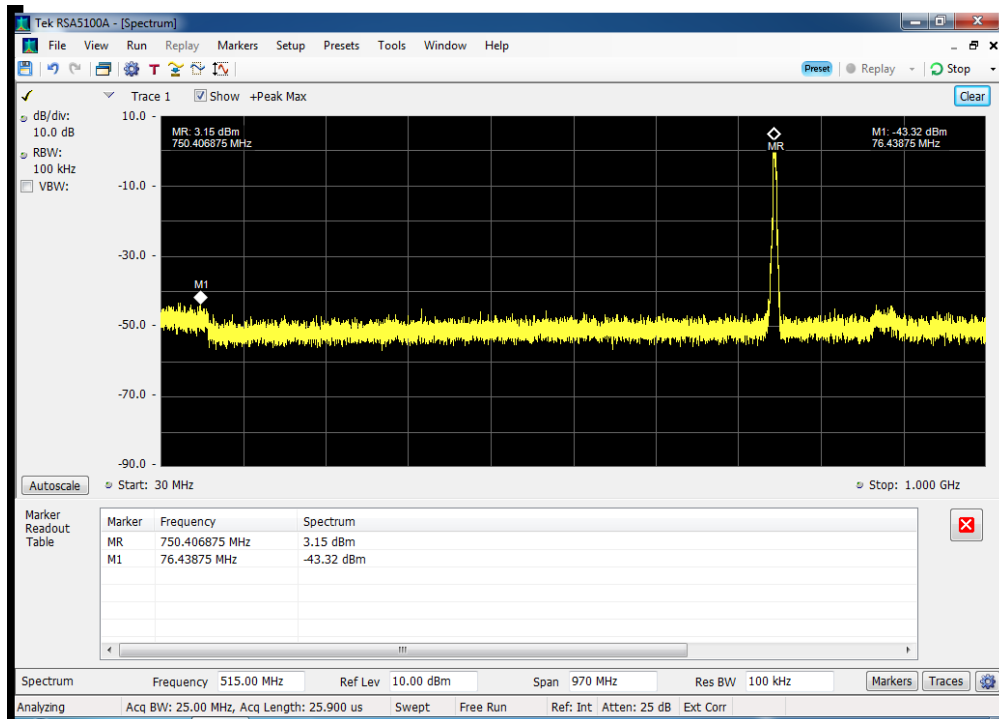 Tek RSA5100A - [Spectrum]
File View Run Replay Markers Setup Presets Tools Window Help
T Preset Replay Stop
Trace 1 Show +Peak Max Clear
dB/div:
10.0 dB
RBW:
100 kHz
VBW:
10.0
-10.0
-30.0
-50.0
-70.0
-90.0
MR: 3.15 dBm
750.406875 MHz
MR
M1: -43.32 dBm
76.43875 MHz
M1
Autoscale Start: 30 MHz Stop: 1.000 GHz
Marker
Readout
Table
Marker Frequency Spectrum
MR 750.406875 MHz 3.15 dBm
M1 76.43875 MHz -43.32 dBm
Spectrum Frequency 515.00 MHz Ref Lev 10.00 dBm Span 970 MHz Res BW 100 kHz Markers Traces
Analyzing Acq BW: 25.00 MHz, Acq Length: 25.900 us Swept Free Run Ref: Int Atten: 25 dB Ext Corr